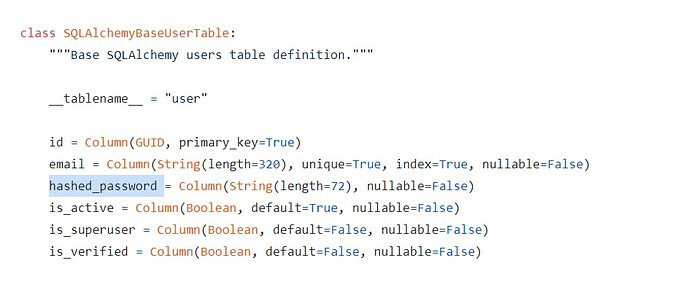 class SQLAlchemyBaseUserTable:
"""Base SQLAlchemy users table definition."""
__tablename__ = "user"
id = Column(GUID, primary_key=True)
email = Column(String(length=320), unique=True, index=True, nullable=False)
hashed_password = Column(String(length=72), nullable=False)
is_active = Column(Boolean, default=True, nullable=False)
is_superuser = Column(Boolean, default=False, nullable=False)
is_verified = Column(Boolean, default=False, nullable=False)